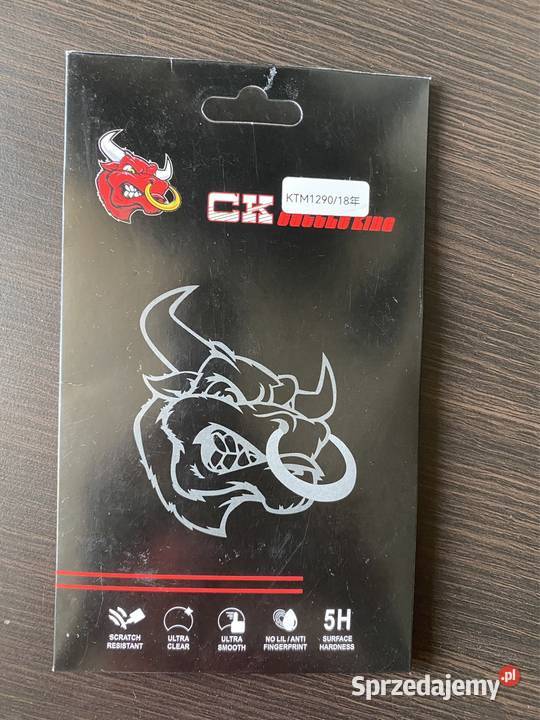 CK
KTM1290/18年
SCRATCH RESISTANT
ULTRA CLEAR
ULTRA SMOOTH
NO LIL / ANTI FINGERPRINT
5H
SURFACE HARDNESS
Sprzedajemy.pl